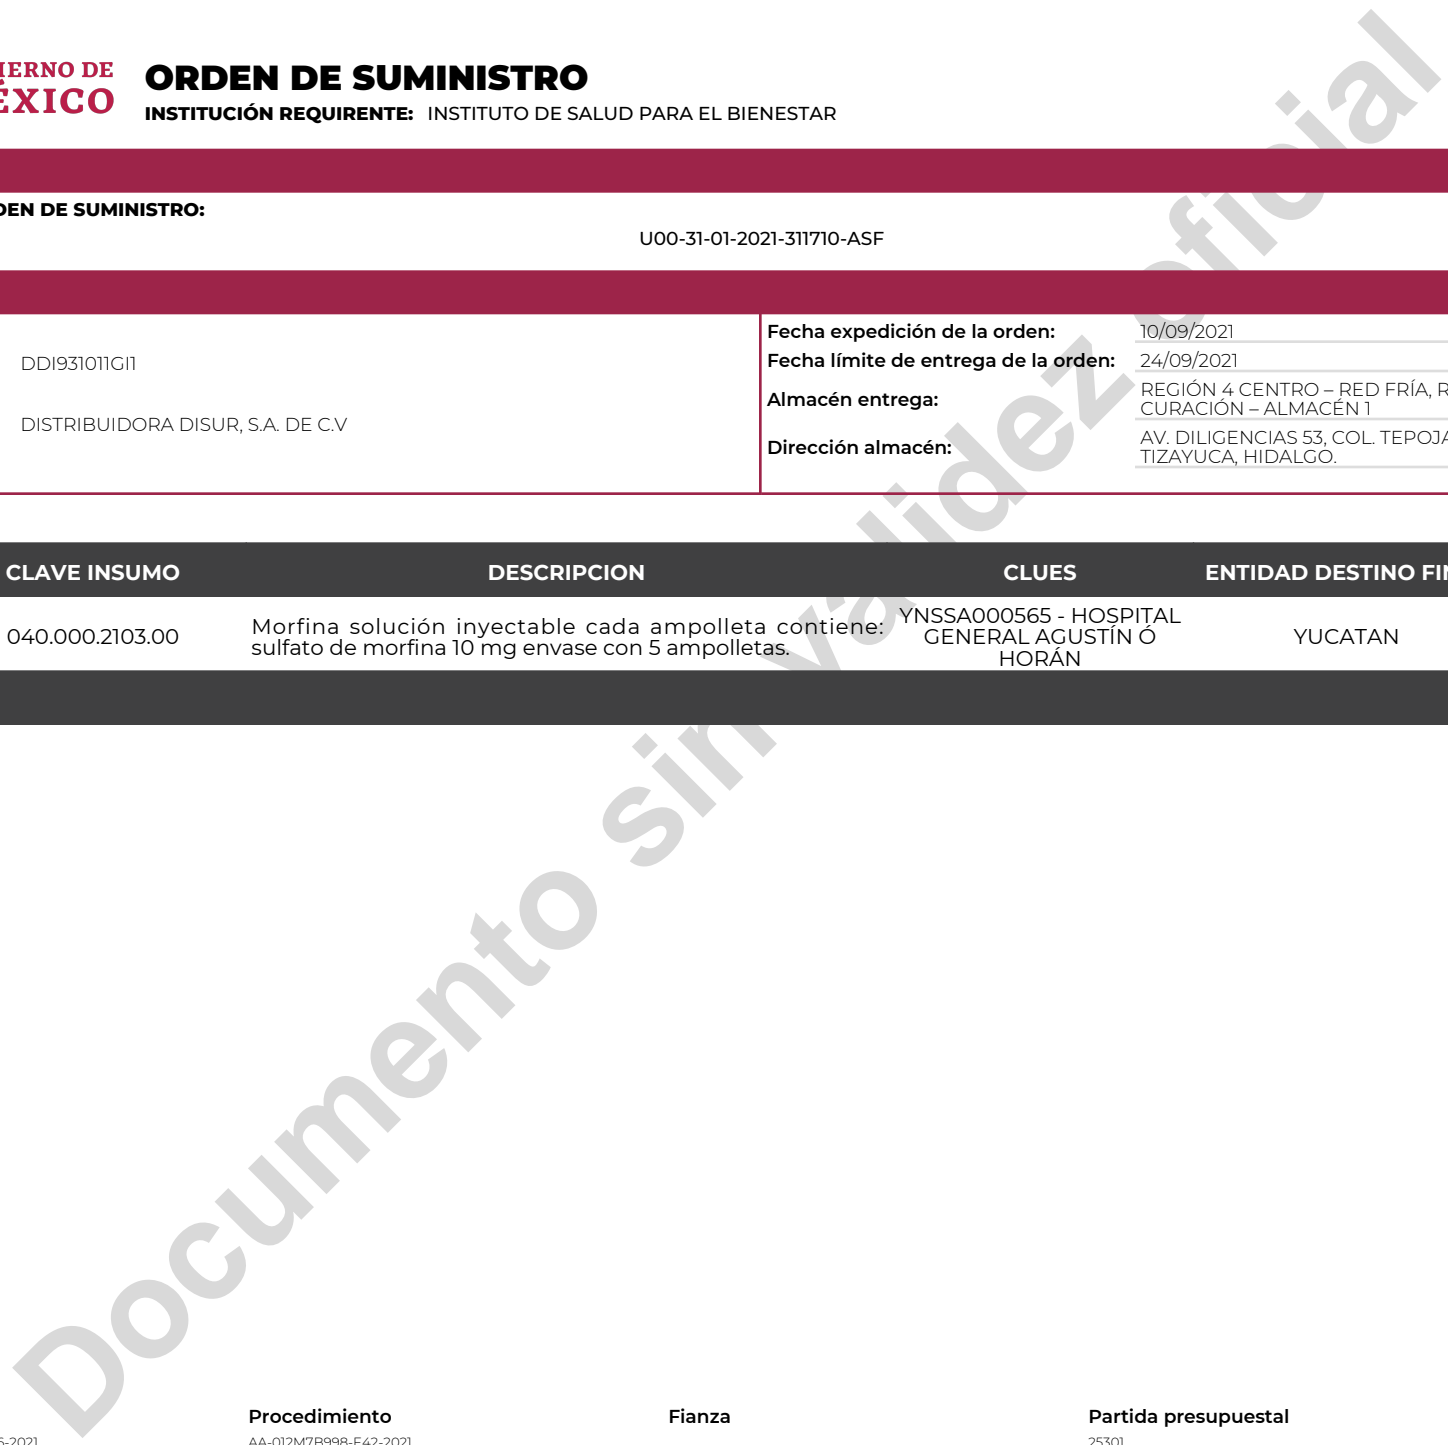 IERNO DE
ÉXICO
ORDEN DE SUMINISTRO
INSTITUCIÓN REQUIRENTE: INSTITUTO DE SALUD PARA EL BIENESTAR
DEN DE SUMINISTRO:
U00-31-01-2021-311710-ASF
DDI931011GI1
DISTRIBUIDORA DISUR, S.A. DE C.V
Fecha expedición de la orden: 10/09/2021
Fecha límite de entrega de la orden: 24/09/2021
Almacén entrega: REGIÓN 4 CENTRO – RED FRÍA, R
CURACIÓN – ALMACÉN 1
Dirección almacén: AV. DILIGENCIAS 53, COL. TEPOJA
TIZAYUCA, HIDALGO.
CLAVE INSUMO DESCRIPCION CLUES ENTIDAD DESTINO FIN
040.000.2103.00
Morfina solución inyectable cada ampolleta contiene:
sulfato de morfina 10 mg envase con 5 ampolletas.
YNSSA000565 - HOSPITAL
GENERAL AGUSTÍN Ó
HORÁN
YUCATAN
Documento sin validez oficial
Procedimiento Fianza Partida presupuestal
-2021 AA-012M7B998-E42-2021 25301